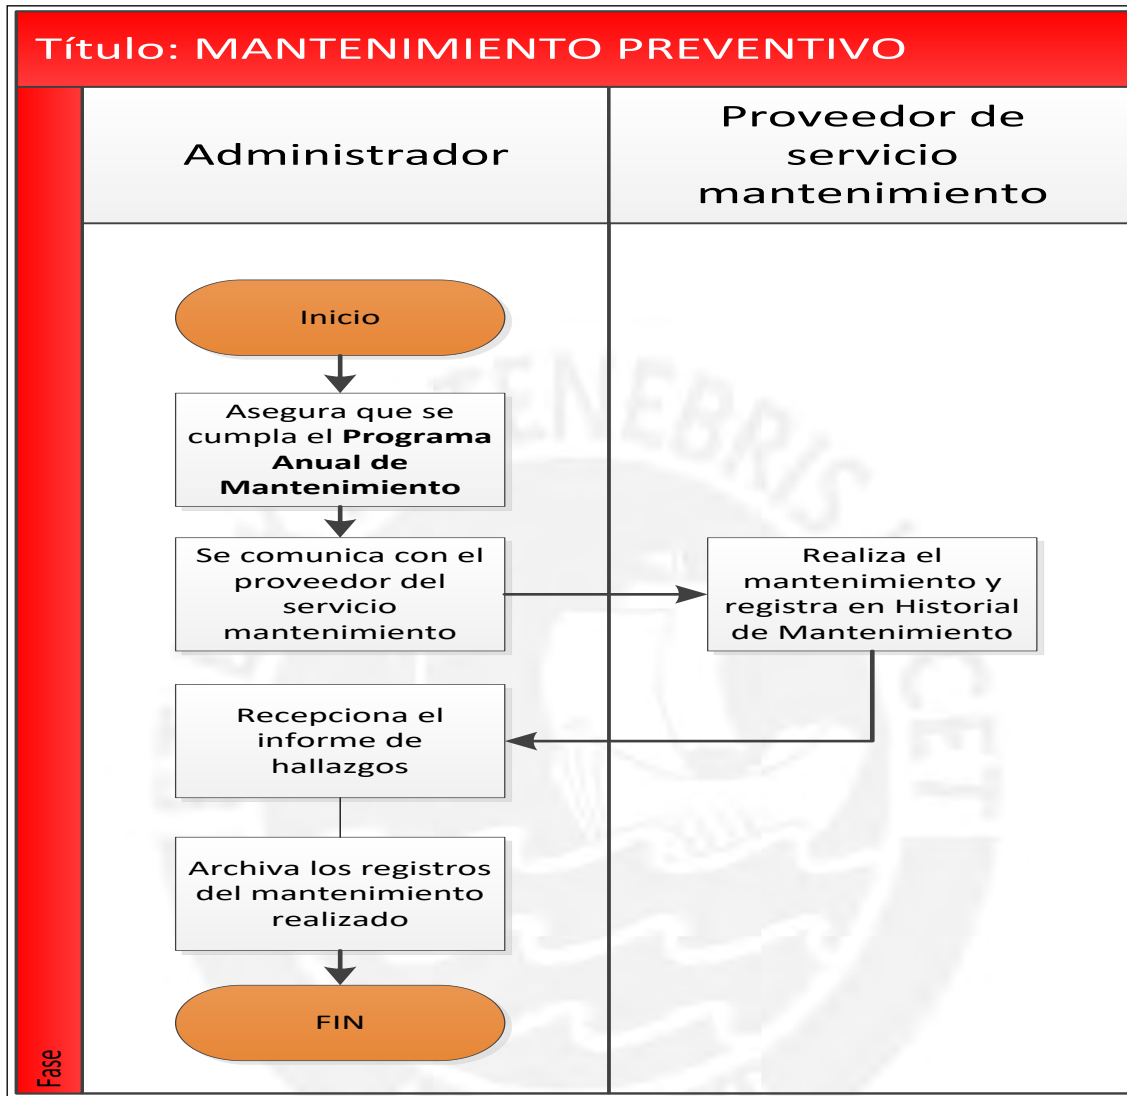 Título: MANTENIMIENTO PREVENTIVO
Administrador
Proveedor de
servicio
mantenimiento
Inicio
Asegura que se
cumpla el Programa
Anual de
Mantenimiento
Se comunica con el
proveedor del
servicio
mantenimiento
Realiza el
mantenimiento y
registra en Historial
de Mantenimiento
Recepciona el
informe de
hallazgos
Archiva los registros
del mantenimiento
realizado
FIN
Fase
TENEBRIS